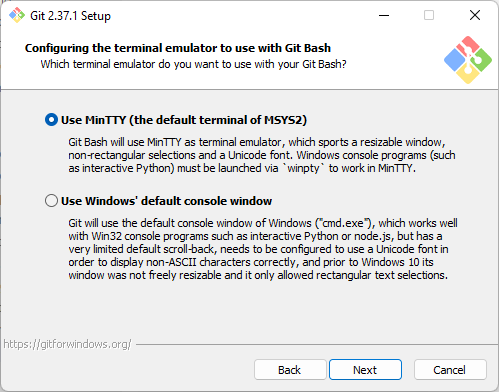 Git 2.37.1 Setup
Configuring the terminal emulator to use with Git Bash
Which terminal emulator do you want to use with your Git Bash?
Use MinTTY (the default terminal of MSYS2)
Git Bash will use MinTTY as terminal emulator, which sports a resizable window,
non-rectangular selections and a Unicode font. Windows console programs (such
as interactive Python) must be launched via `winpty` to work in MinTTY.
Use Windows' default console window
Git will use the default console window of Windows ("cmd.exe"), which works well
with Win32 console programs such as interactive Python or node.js, but has a
very limited default scroll-back, needs to be configured to use a Unicode font in
order to display non-ASCII characters correctly, and prior to Windows 10 its
window was not freely resizable and it only allowed rectangular text selections.
https://gitforwindows.org/
Back Next Cancel